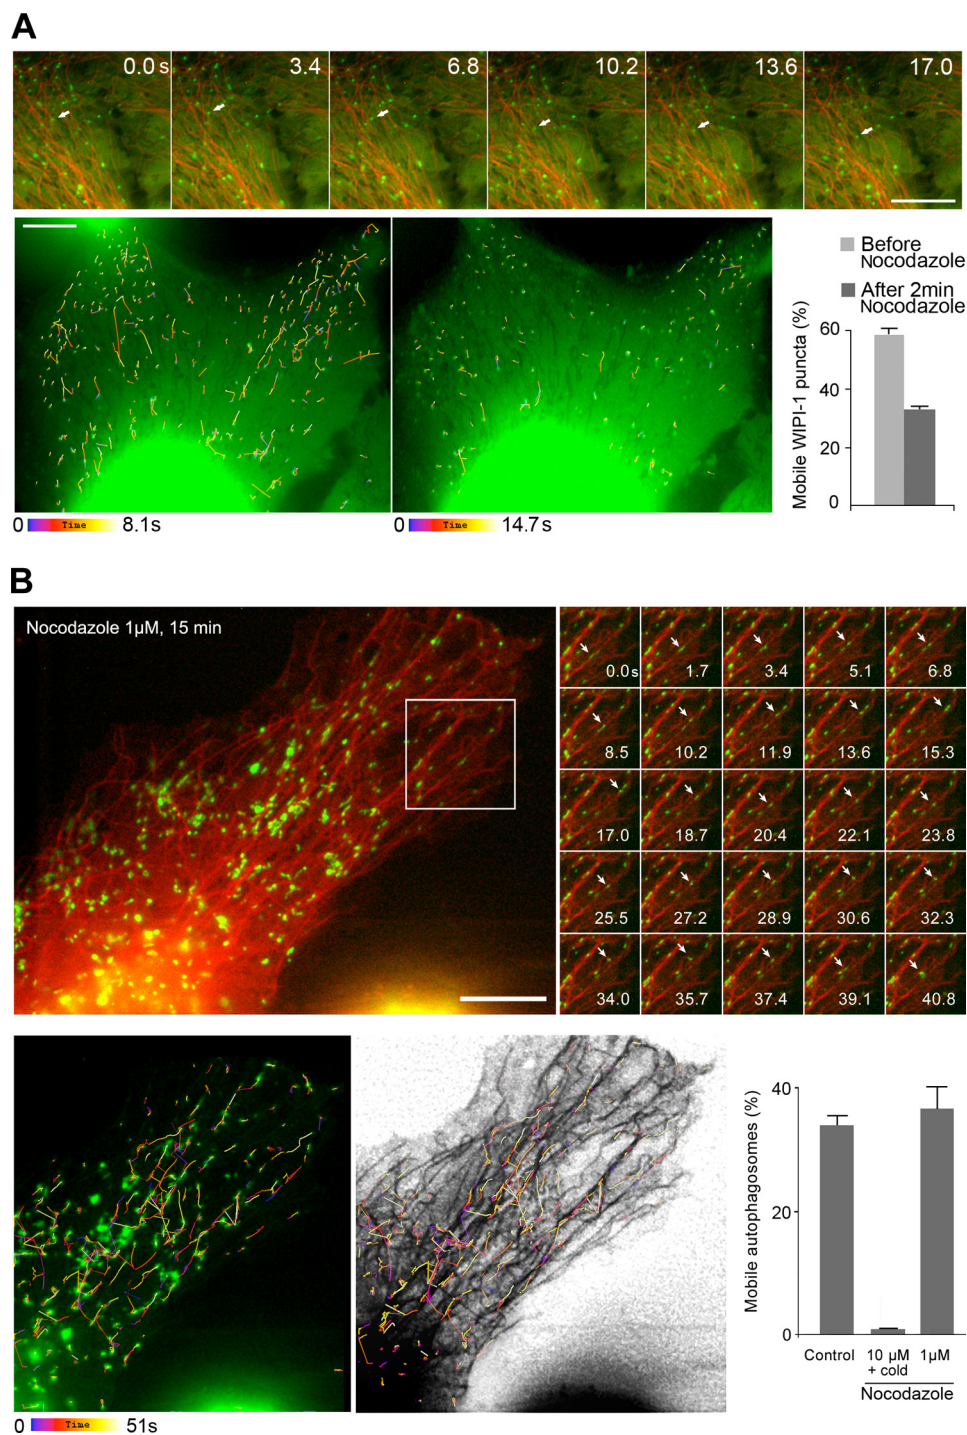 A
0.0 s
3.4
6.8
10.2
13.6
17.0
0 Time 8.1s
0 Time 14.7s
Before
Nocodazole
After 2min
Nocodazole
Mobile WIPI-1 puncta (%)
60
40
20
0
B
Nocodazole 1µM, 15 min
0.0s
1.7
3.4
5.1
6.8
8.5
10.2
11.9
13.6
15.3
17.0
18.7
20.4
22.1
23.8
25.5
27.2
28.9
30.6
32.3
34.0
35.7
37.4
39.1
40.8
0 Time 51s
Mobile autophagosomes (%)
40
20
0
Control
10 µM
+ cold
1µM
Nocodazole